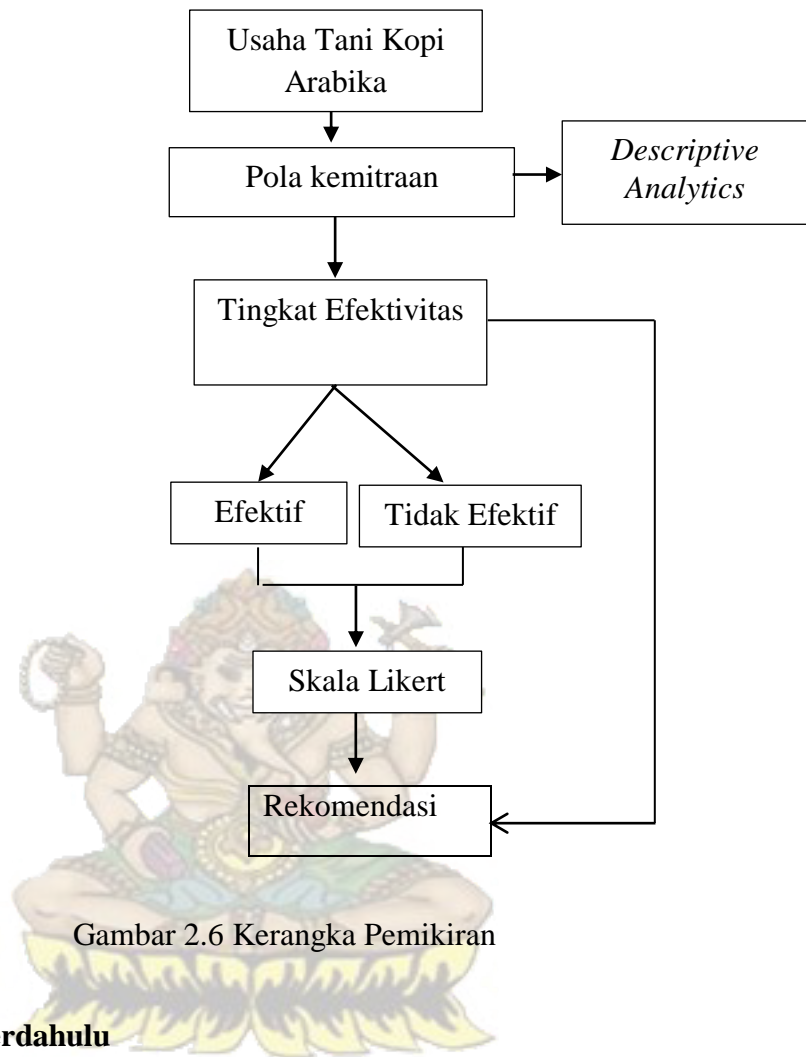 Usaha Tani Kopi
Arabika
Pola kemitraan
Descriptive
Analytics
Tingkat Efektivitas
Efektif
Tidak Efektif
Skala Likert
Rekomendasi
Gambar 2.6 Kerangka Pemikiran
erdahulu